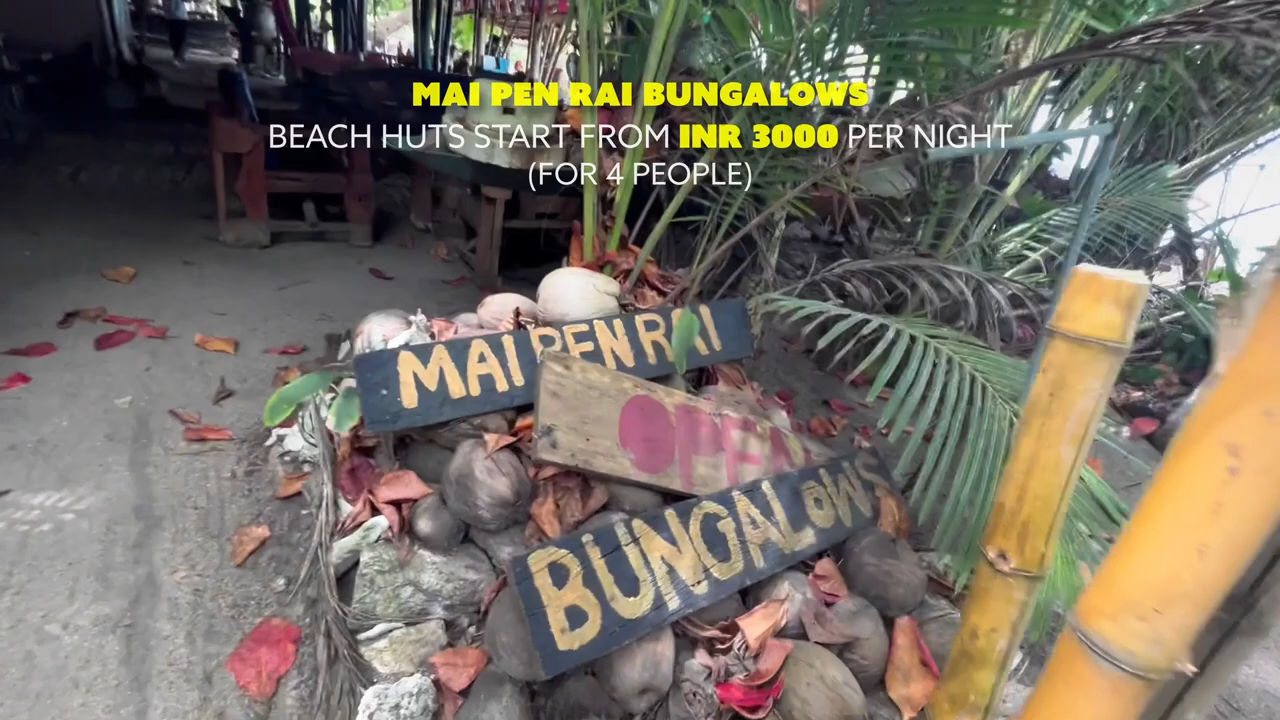 MAI PEN RAI BUNGALOWS
BEACH HUTS START FROM INR 3000 PER NIGHT
(FOR 4 PEOPLE)
MAI PEN RAI
OPEN
BUNGALOWS